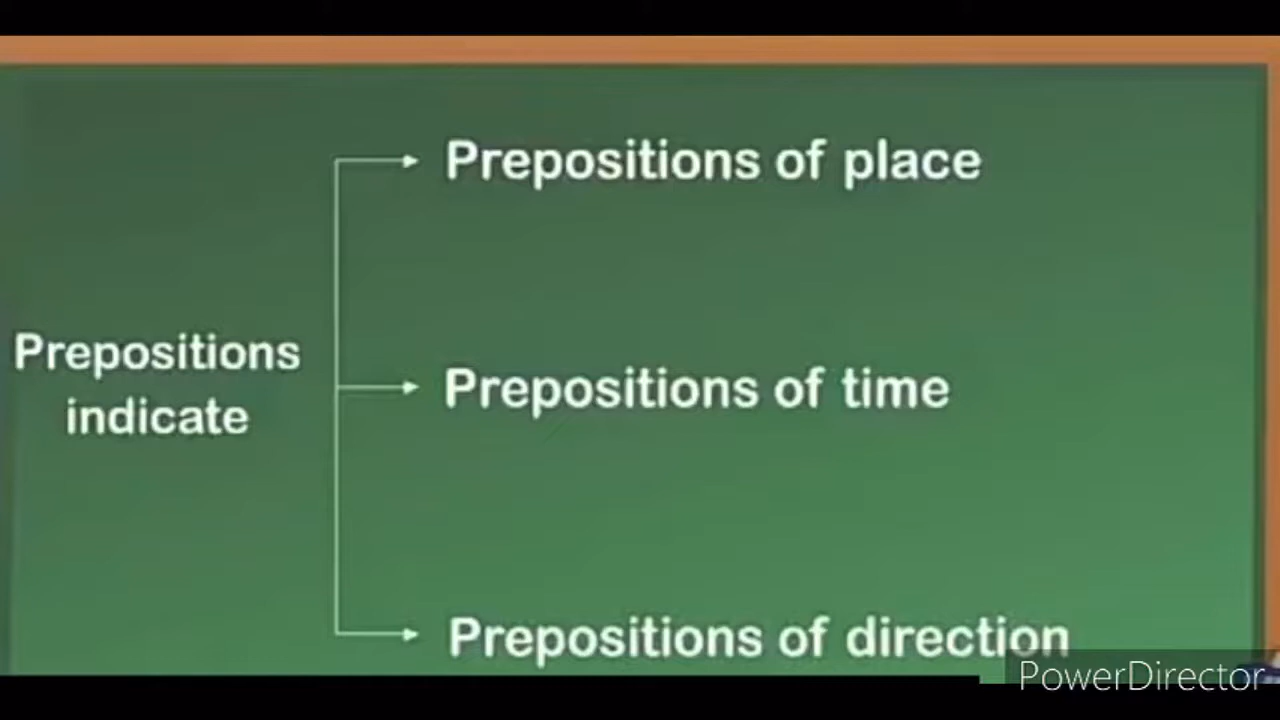 Prepositions of place
Prepositions
indicate
Prepositions of time
Prepositions of direction
PowerDirector